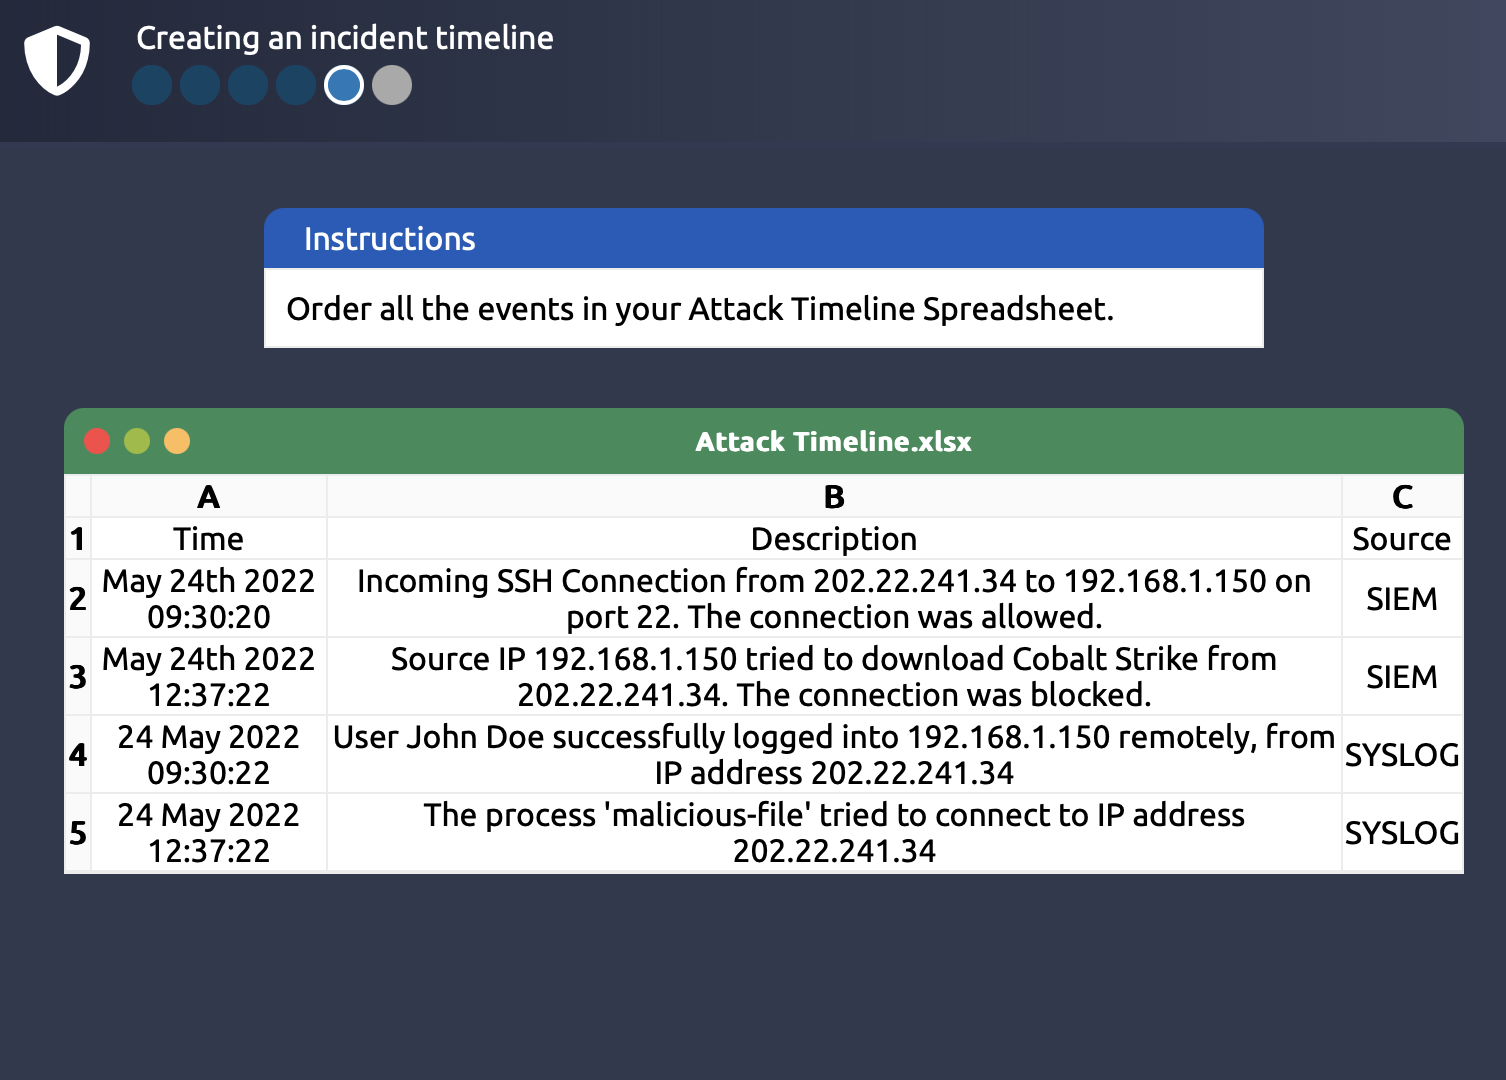 Creating an incident timeline
Instructions
Order all the events in your Attack Timeline Spreadsheet.
Attack Timeline.xlsx
A B C
1 Time Description Source
2 May 24th 2022 09:30:20 Incoming SSH Connection from 202.22.241.34 to 192.168.1.150 on port 22. The connection was allowed. SIEM
3 May 24th 2022 12:37:22 Source IP 192.168.1.150 tried to download Cobalt Strike from 202.22.241.34. The connection was blocked. SIEM
4 24 May 2022 09:30:22 User John Doe successfully logged into 192.168.1.150 remotely, from IP address 202.22.241.34 SYSLOG
5 24 May 2022 12:37:22 The process 'malicious-file' tried to connect to IP address 202.22.241.34 SYSLOG